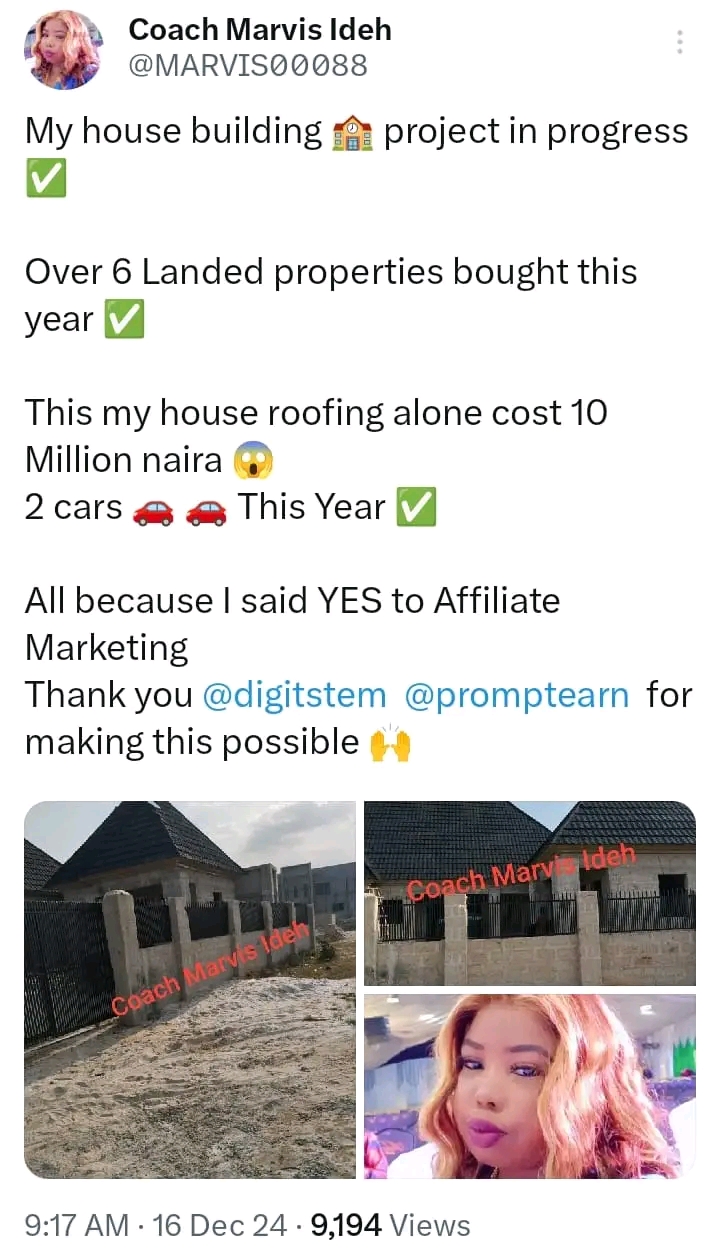 Coach Marvis Ideh
@MARVIS00088
My house building 🏫 project in progress
✅
Over 6 Landed properties bought this
year ✅
This my house roofing alone cost 10
Million naira 😱
2 cars 🚗 🚗 This Year ✅
All because I said YES to Affiliate
Marketing
Thank you @digitstem @promptearn for
making this possible 🙌
Coach Marvis Ideh
Coach Marvis Ideh
9:17 AM · 16 Dec 24 · 9,194 Views